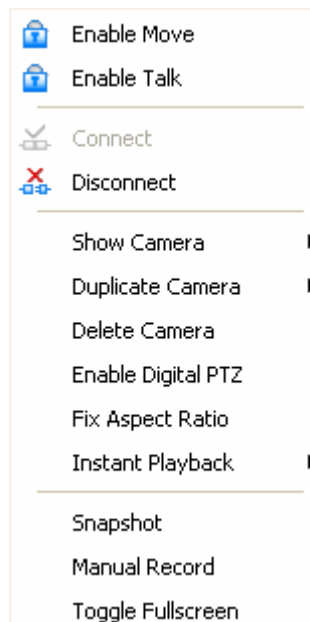 Enable Move
Enable Talk
Connect
Disconnect
Show Camera
Duplicate Camera
Delete Camera
Enable Digital PTZ
Fix Aspect Ratio
Instant Playback
Snapshot
Manual Record
Toggle Fullscreen